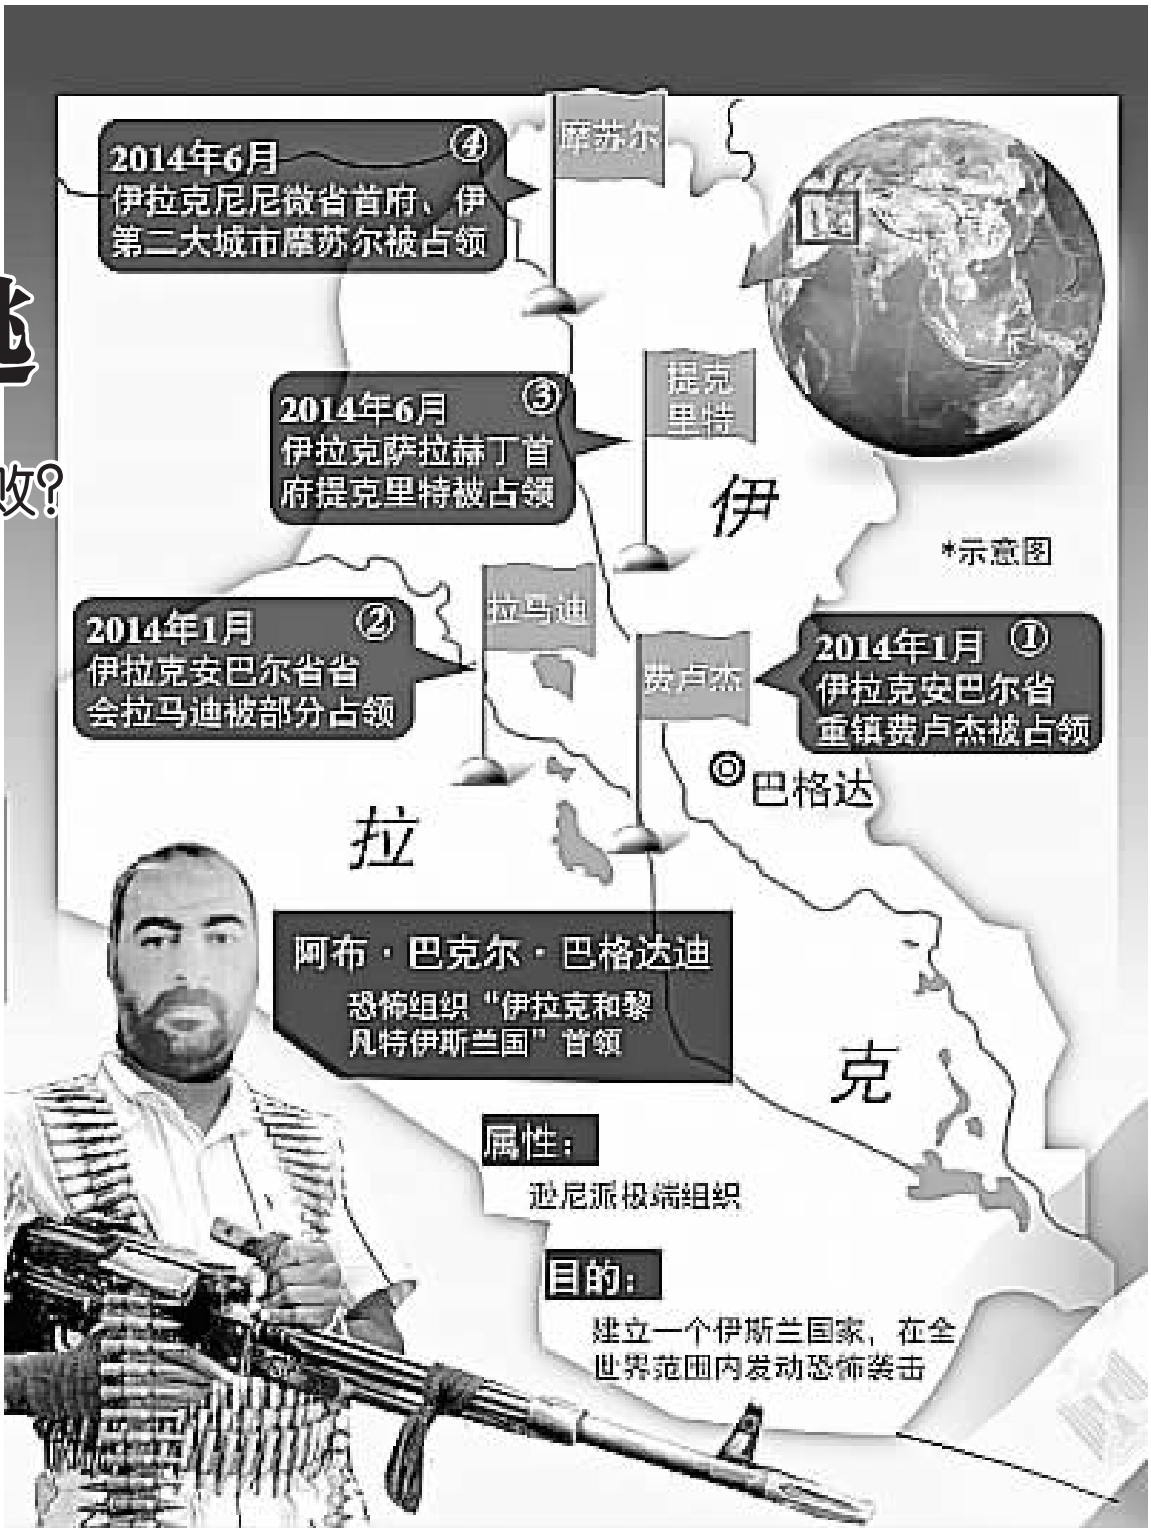 败?
④
2014年6月
伊拉克尼尼微省首府、伊
第二大城市摩苏尔被占领
摩苏尔
③
2014年6月
伊拉克萨拉赫丁首
府提克里特被占领
提克
里特
伊
*示意图
②
2014年1月
伊拉克安巴尔省省
会拉马迪被部分占领
拉马迪
费卢杰
①
2014年1月
伊拉克安巴尔省
重镇费卢杰被占领
巴格达
拉
阿布·巴克尔·巴格达迪
恐怖组织“伊拉克和黎
凡特伊斯兰国”首领
克
属性：
逊尼派极端组织
目的：
建立一个伊斯兰国家，在全
世界范围内发动恐怖袭击